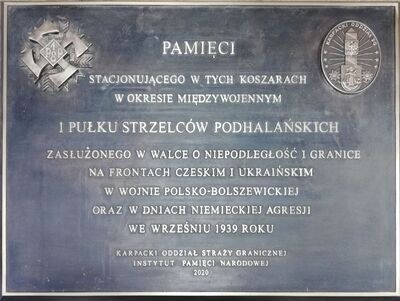 PAMIĘCI
STACJONUJĄCEGO W TYCH KOSZARACH
W OKRESIE MIĘDZYWOJENNYM
1 PUŁKU STRZELCÓW PODHALAŃSKICH
ZASŁUŻONEGO W WALCE O NIEPODLEGŁOŚĆ I GRANICE
NA FRONTACH CZESKIM I UKRAIŃSKIM
W WOJNIE POLSKO-BOLSZEWICKIEJ
ORAZ W DNIACH NIEMIECKIEJ AGRESJI
WE WRZEŚNIU 1939 ROKU
KARPACKI ODDZIAŁ STRAŻY GRANICZNEJ
INSTYTUT PAMIĘCI NARODOWEJ
2020